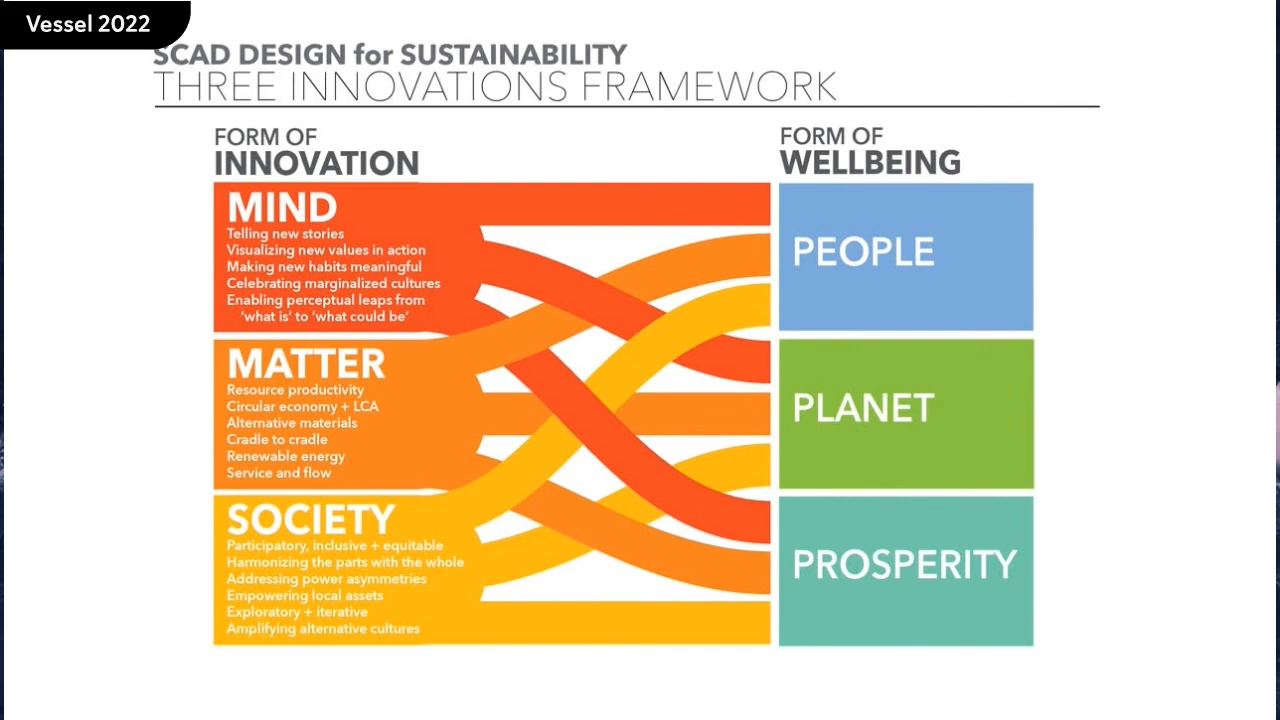 Vessel 2022
SCAD DESIGN for SUSTAINABILITY
THREE INNOVATIONS FRAMEWORK
FORM OF
INNOVATION
MIND
Telling new stories
Visualizing new values in action
Making new habits meaningful
Celebrating marginalized cultures
Enabling perceptual leaps from
‘what is’ to ‘what could be’
MATTER
Resource productivity
Circular economy + LCA
Alternative materials
Cradle to cradle
Renewable energy
Service and flow
SOCIETY
Participatory, inclusive + equitable
Harmonizing the parts with the whole
Addressing power asymmetries
Empowering local assets
Exploratory + iterative
Amplifying alternative cultures
FORM OF
WELLBEING
PEOPLE
PLANET
PROSPERITY